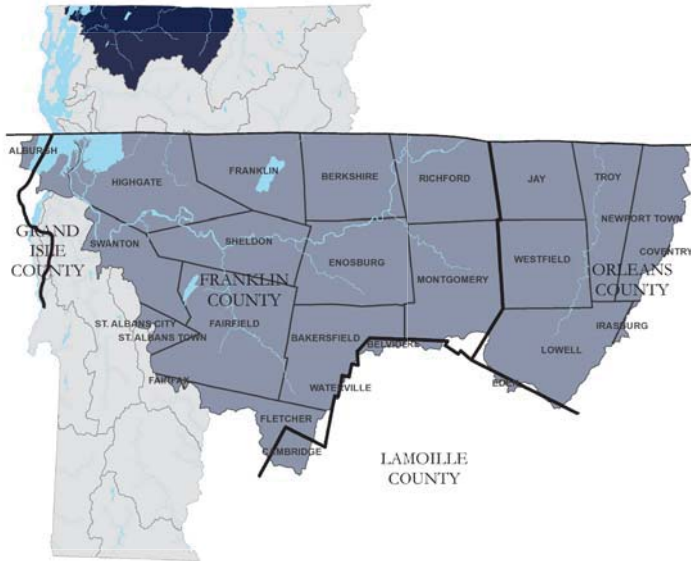 ALBURGH
HIGHGATE
FRANKLIN
BERKSHIRE
RICHFORD
JAY
TROY
NEWPORT TOWN
GRAND
ISLE
COUNTY
SWANTON
SHELDON
ENOSBURG
MONTGOMERY
WESTFIELD
COVENTRY
FRANKLIN
COUNTY
ORLEANS
COUNTY
ST. ALBANS CITY
ST. ALBANS TOWN
FAIRFIELD
BAKERSFIELD
BELVIDERE
LOWELL
IRASBURG
FAIRFAX
WATERVILLE
EDEN
FLETCHER
CAMBRIDGE
LAMOILLE
COUNTY